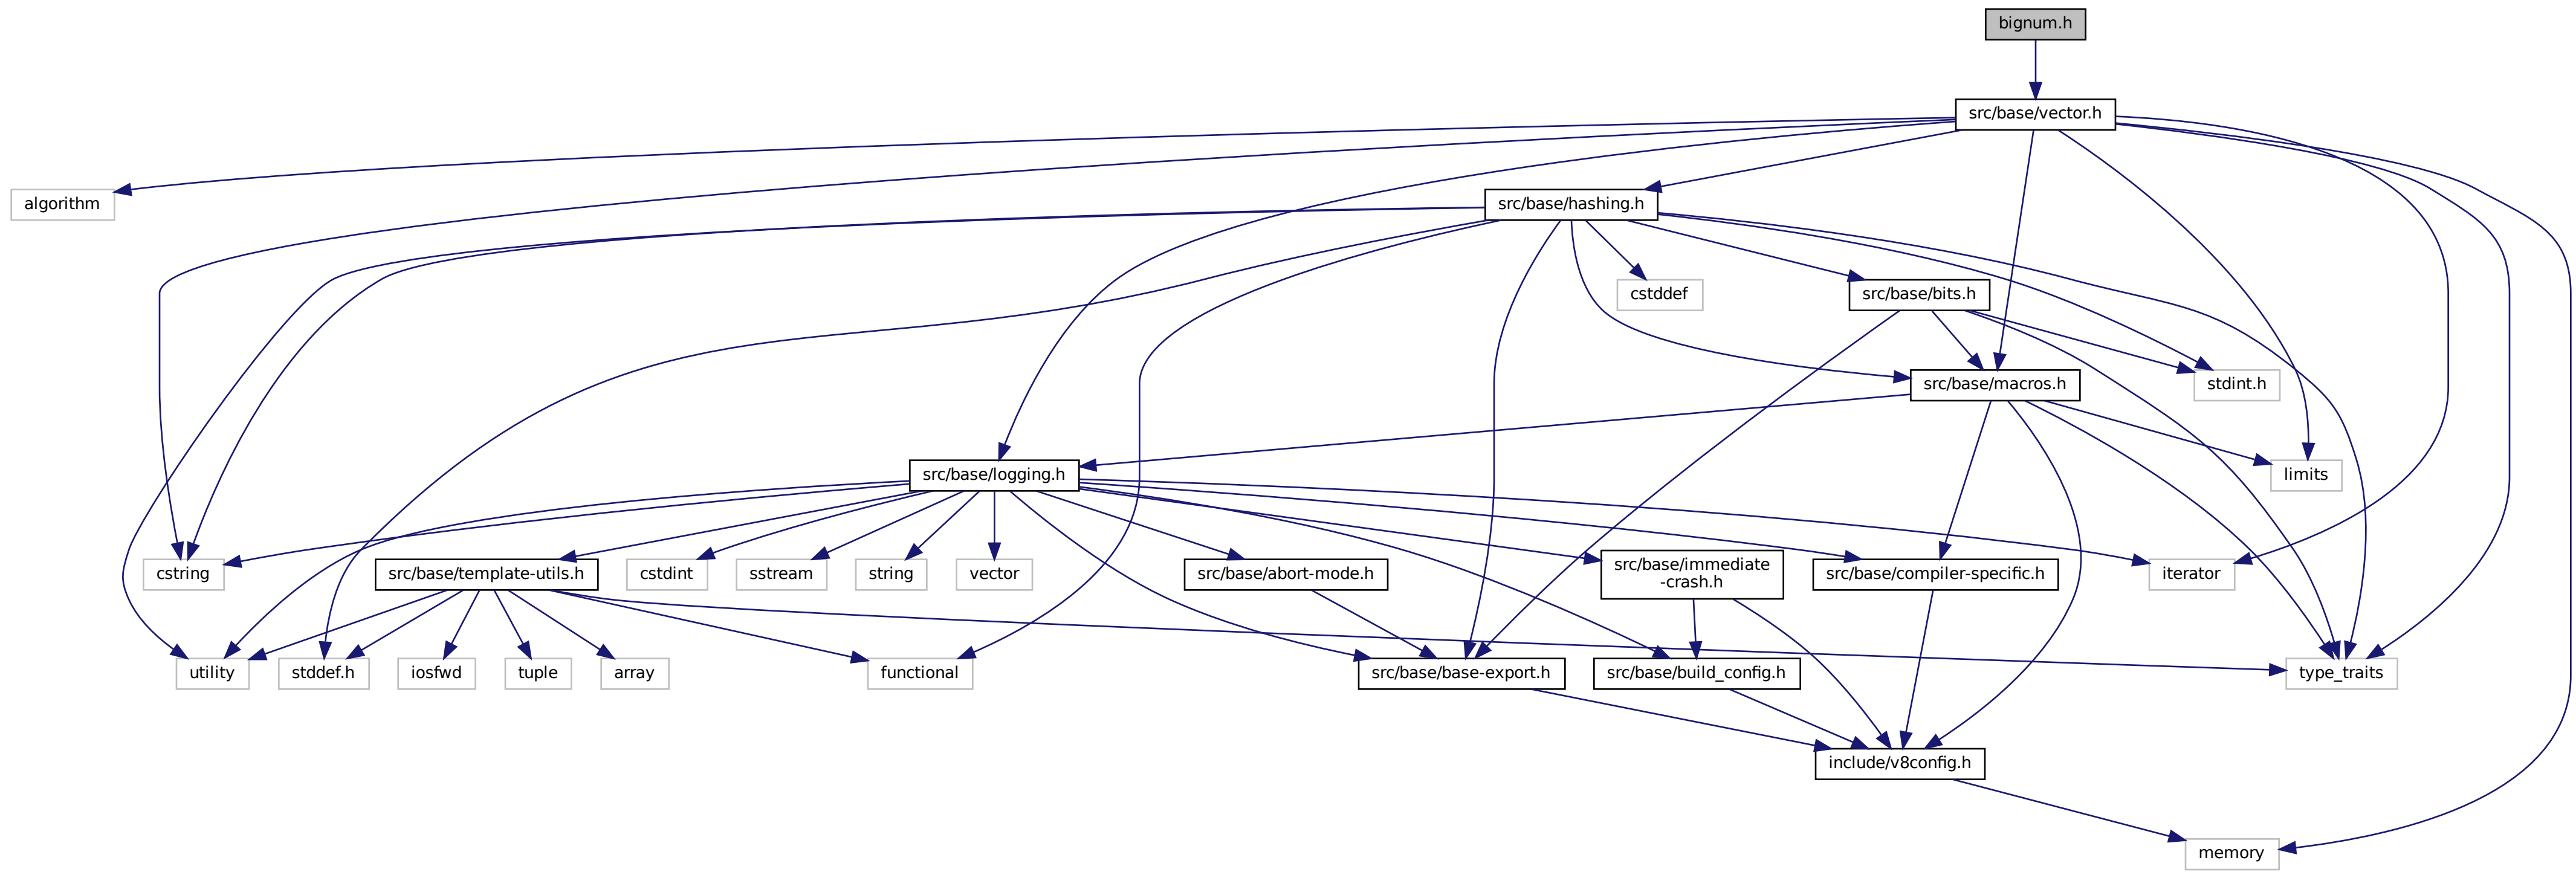 bignum.h
src/base/vector.h
algorithm
src/base/hashing.h
cstddef
src/base/bits.h
src/base/macros.h
stdint.h
src/base/logging.h
limits
cstring
src/base/template-utils.h
cstdint
sstream
string
vector
src/base/abort-mode.h
src/base/immediate
-crash.h
src/base/compiler-specific.h
iterator
utility
stddef.h
iosfwd
tuple
array
functional
src/base/base-export.h
src/base/build_config.h
type_traits
include/v8config.h
memory